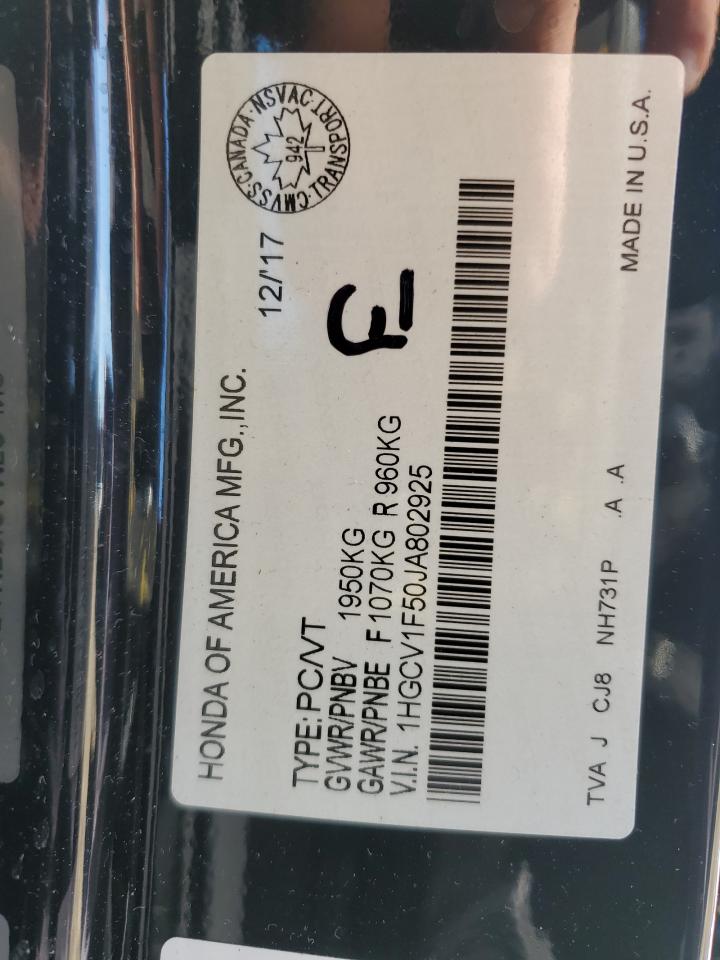 HONDA OF AMERICA MFG.,INC.
12/'17
CMVSS·CANADA·NSVAC·TRANSPORT
942
TYPE: PC/VT
GVWR/PNBV 1950KG
GAWR/PNBE F 1070KG R 960KG
V.I.N. 1HGCV1F50JA802925
TVA J CJ8 NH731P .A .A
MADE IN U.S.A.